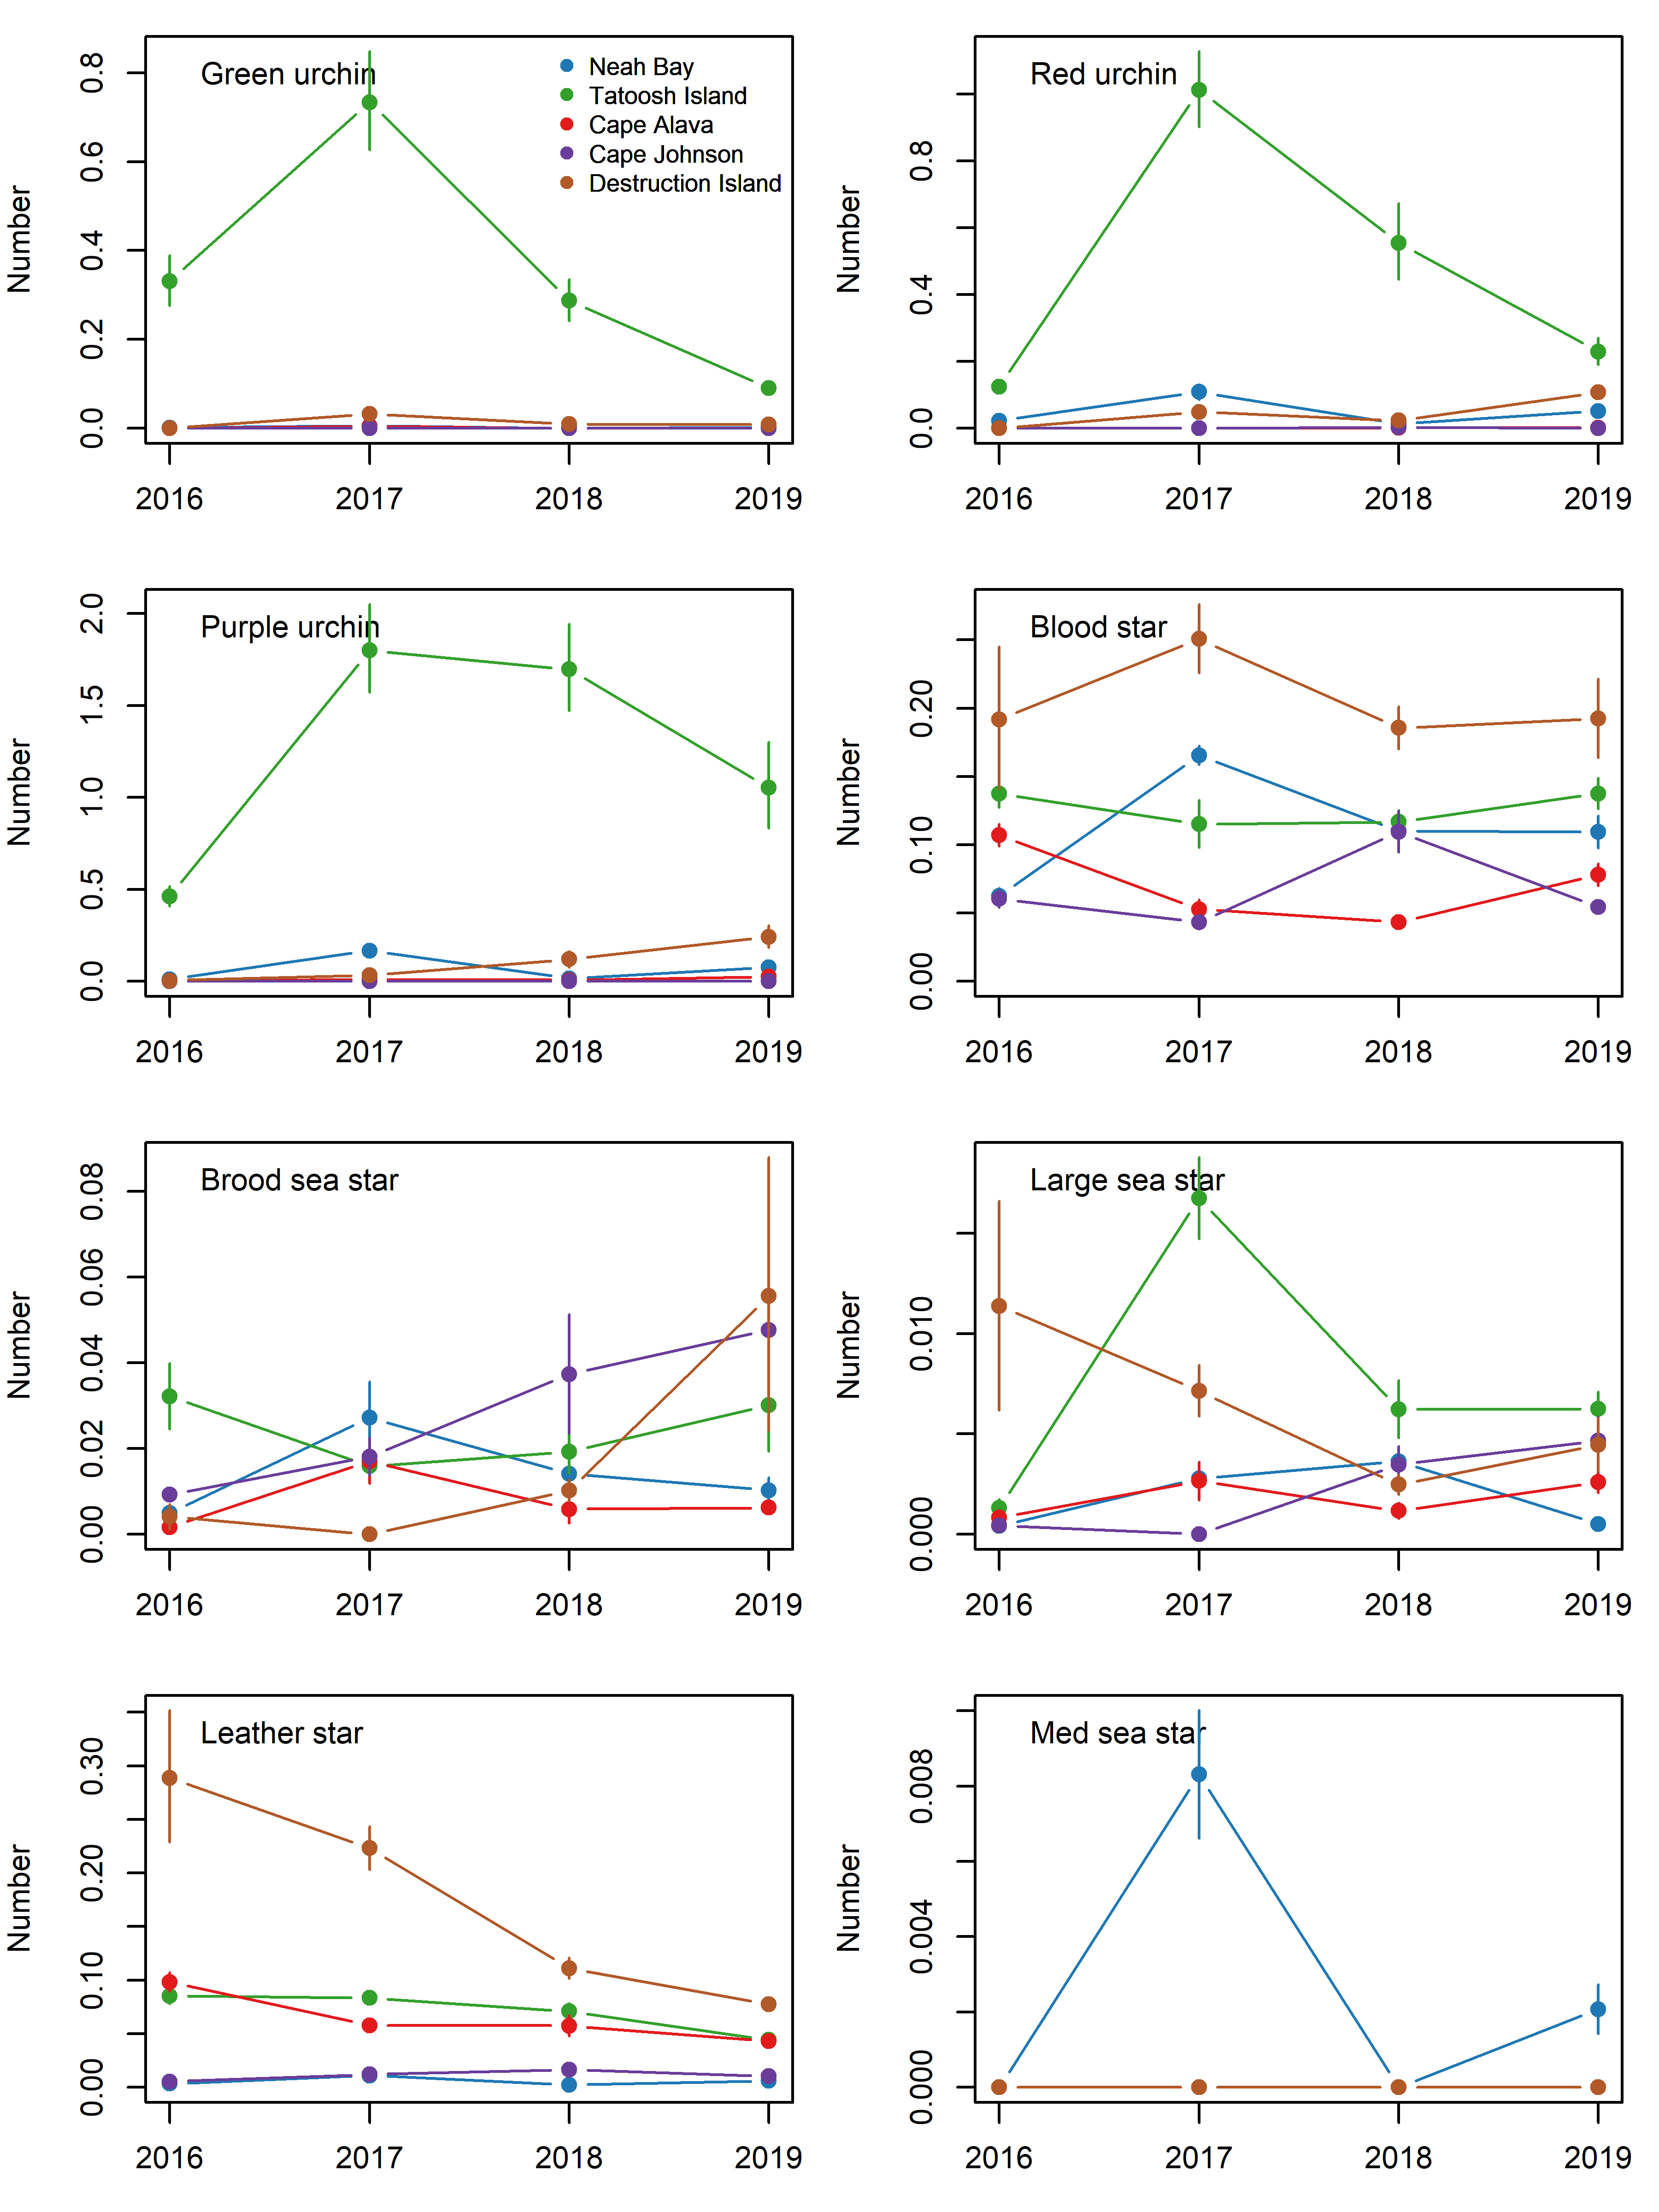 Green urchin
Neah Bay
Tatoosh Island
Cape Alava
Cape Johnson
Destruction Island
Number
0.0
0.2
0.4
0.6
0.8
2016 2017 2018 2019
Red urchin
Number
0.0
0.4
0.8
2016 2017 2018 2019
Purple urchin
Number
0.0
0.5
1.0
1.5
2.0
2016 2017 2018 2019
Blood star
Number
0.00
0.10
0.20
2016 2017 2018 2019
Brood sea star
Number
0.00
0.02
0.04
0.06
0.08
2016 2017 2018 2019
Large sea star
Number
0.000
0.010
2016 2017 2018 2019
Leather star
Number
0.00
0.10
0.20
0.30
2016 2017 2018 2019
Med sea star
Number
0.000
0.004
0.008
2016 2017 2018 2019